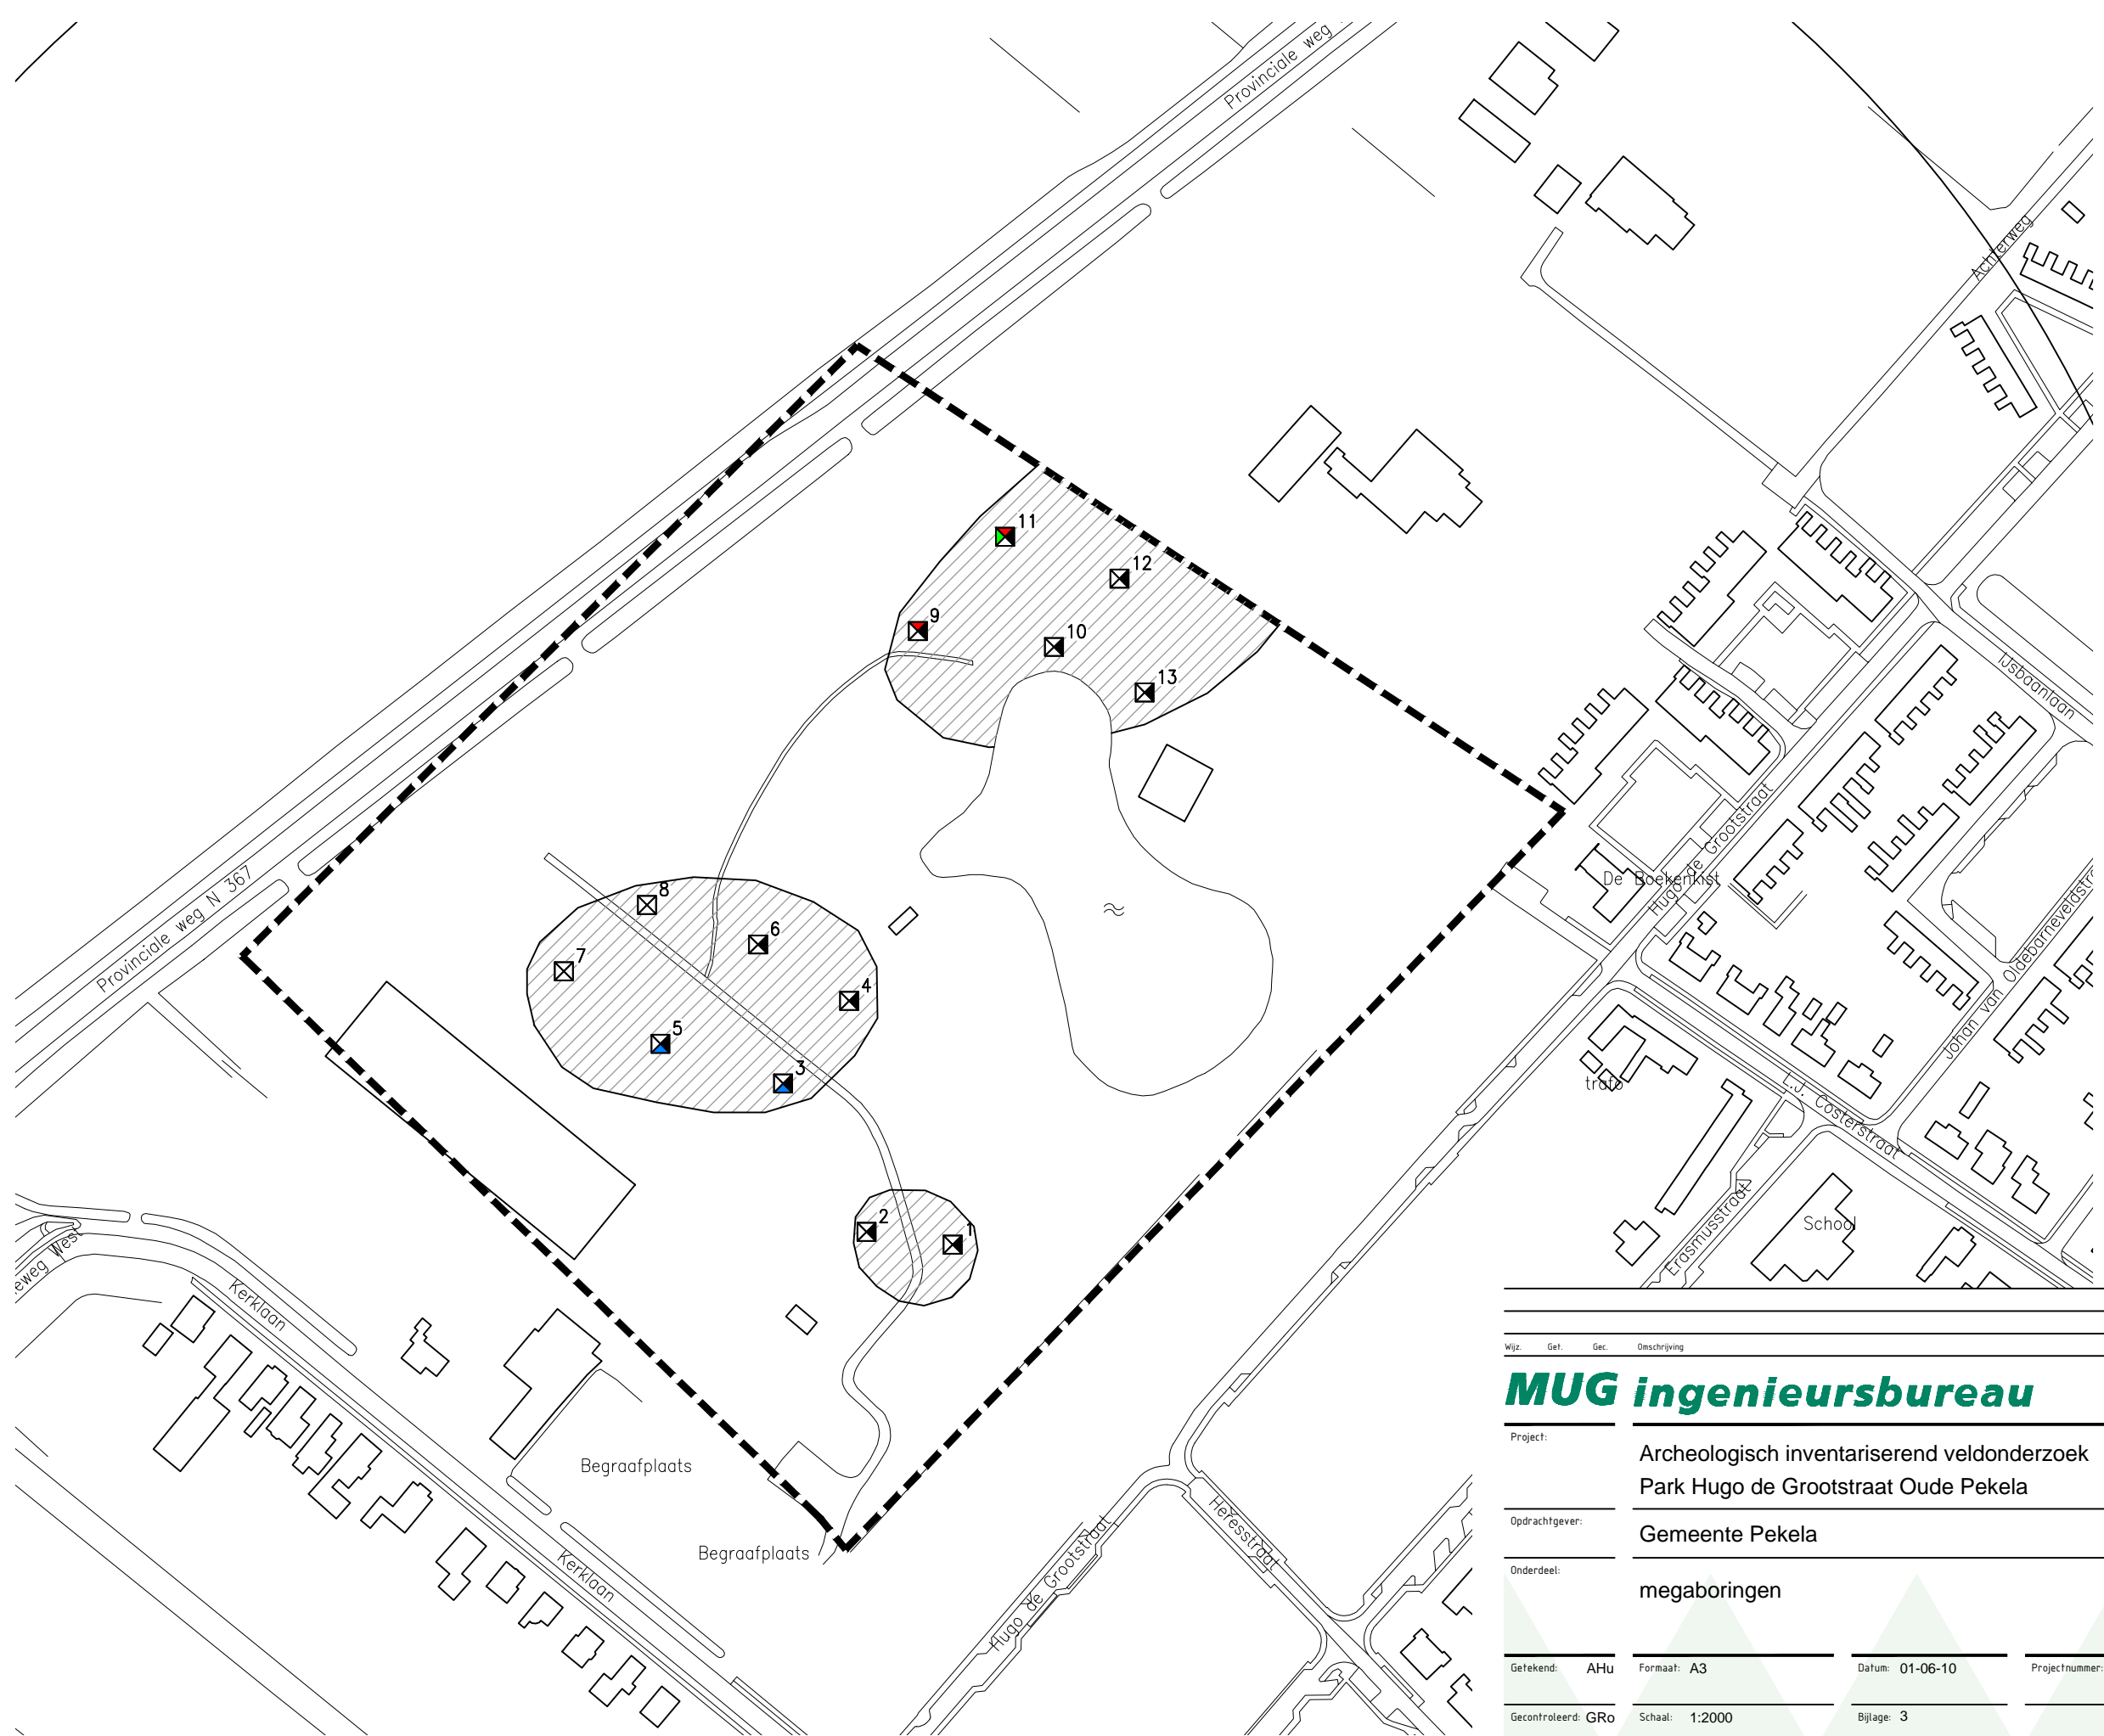 Provinciale weg
Achterweg
11
12
9
10
13
IJsbaanlaan
Hugo de Grootstraat
De Boekenkist
Provinciale weg N 367
8
6
7
4
5
3
Johan van Oldebarneveldstr
trafo
L.J. Costerstraat
Erasmusstraat
School
2
1
eweg West
Kerklaan
Begraafplaats
Begraafplaats
Kerklaan
Hugo de Grootstraat
Heresstraat
Wijz. Get. Gec. Omschrijving
MUG ingenieursbureau
Project:
Archeologisch inventariserend veldonderzoek
Park Hugo de Grootstraat Oude Pekela
Opdrachtgever:
Gemeente Pekela
Onderdeel:
megaboringen
Getekend: AHu Formaat: A3 Datum: 01-06-10 Projectnummer:
Gecontroleerd: GRo Schaal: 1:2000 Bijlage: 3